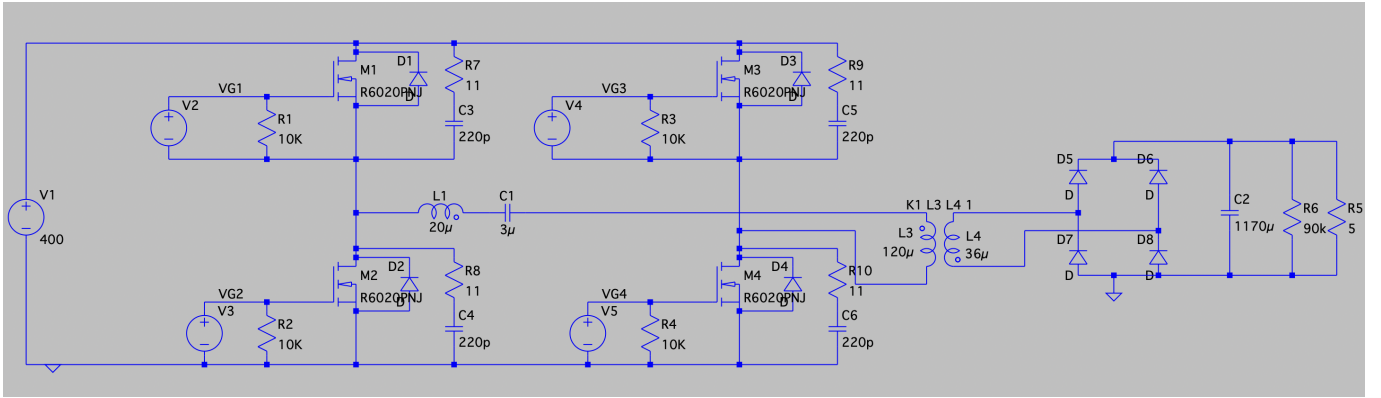 V1
400
VG1
V2
R1
10K
M1
R6020PNJ
D1
D
R7
11
C3
220p
VG3
V4
R3
10K
M3
R6020PNJ
D3
D
R9
11
C5
220p
L1
20µ
C1
3µ
VG2
V3
R2
10K
M2
R6020PNJ
D2
D
R8
11
C4
220p
VG4
V5
R4
10K
M4
R6020PNJ
D4
D
R10
11
C6
220p
K1 L3 L4 1
L3
120µ
L4
36µ
D5
D
D6
D
D7
D
D8
D
C2
1170µ
R6
90k
R5
5